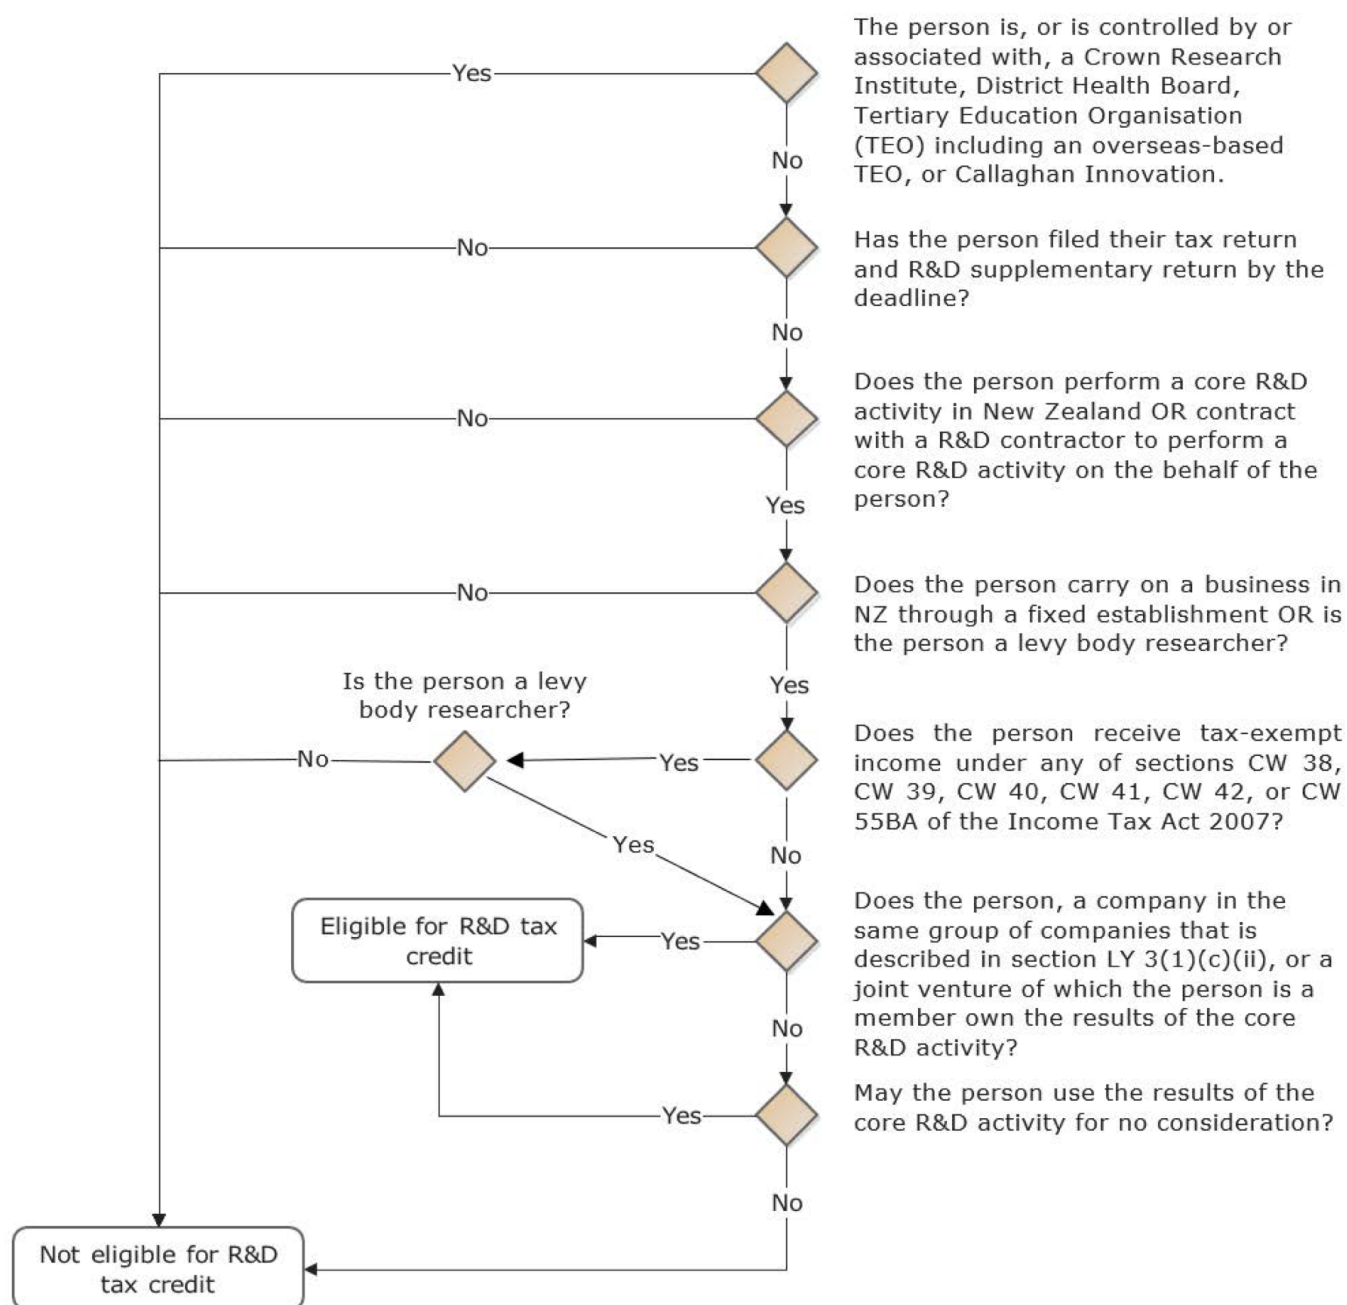 The person is, or is controlled by or
associated with, a Crown Research
Institute, District Health Board,
Tertiary Education Organisation
(TEO) including an overseas-based
TEO, or Callaghan Innovation.
Yes
No
Has the person filed their tax return
and R&D supplementary return by the
deadline?
No
No
Does the person perform a core R&D
activity in New Zealand OR contract
with a R&D contractor to perform a
core R&D activity on the behalf of the
person?
No
Yes
Does the person carry on a business in
NZ through a fixed establishment OR is
the person a levy body researcher?
No
Yes
Is the person a levy
body researcher?
Does the person receive tax-exempt
income under any of sections CW 38,
CW 39, CW 40, CW 41, CW 42, or CW
55BA of the Income Tax Act 2007?
No
Yes
Yes
No
Does the person, a company in the
same group of companies that is
described in section LY 3(1)(c)(ii), or a
joint venture of which the person is a
member own the results of the core
R&D activity?
Eligible for R&D tax
credit
Yes
No
May the person use the results of the
core R&D activity for no consideration?
Yes
No
Not eligible for R&D
tax credit